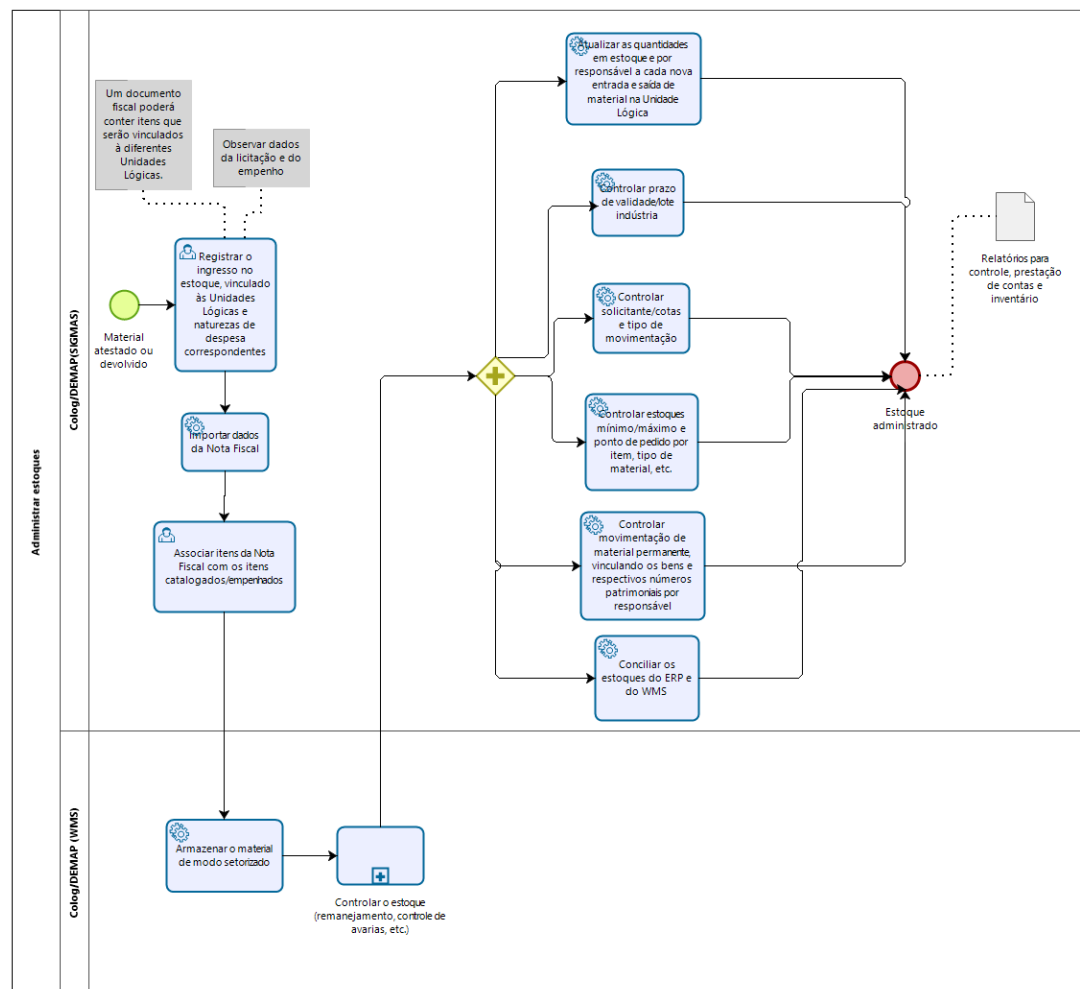 Administrar estoques
Colog/DEMAP(SIGMAS)
Um documento
fiscal poderá
conter itens que
serão vinculados
à diferentes
Unidades
Lógicas.
Observar dados
da licitação e do
empenho
Material
atestado ou
devolvido
Registrar o
ingresso no
estoque, vinculado
às Unidades
Lógicas e
naturezas de
despesa
correspondentes
Importar dados
da Nota Fiscal
Associar itens da Nota
Fiscal com os itens
catalogados/empenhados
Atualizar as quantidades
em estoque e por
responsável a cada nova
entrada e saída de
material na Unidade
Lógica
Controlar prazo
de validade/lote
indústria
Controlar
solicitante/cotas
e tipo de
movimentação
Controlar estoques
mínimo/máximo e
ponto de pedido por
item, tipo de
material, etc.
Controlar
movimentação de
material permanente,
vinculando os bens e
respectivos números
patrimoniais por
responsável
Conciliar os
estoques do ERP e
do WMS
Estoque
administrado
Relatórios para
controle, prestação
de contas e
inventário
Colog/DEMAP (WMS)
Armazenar o material
de modo setorizado
Controlar o estoque
(remanejamento, controle de
avarias, etc.)